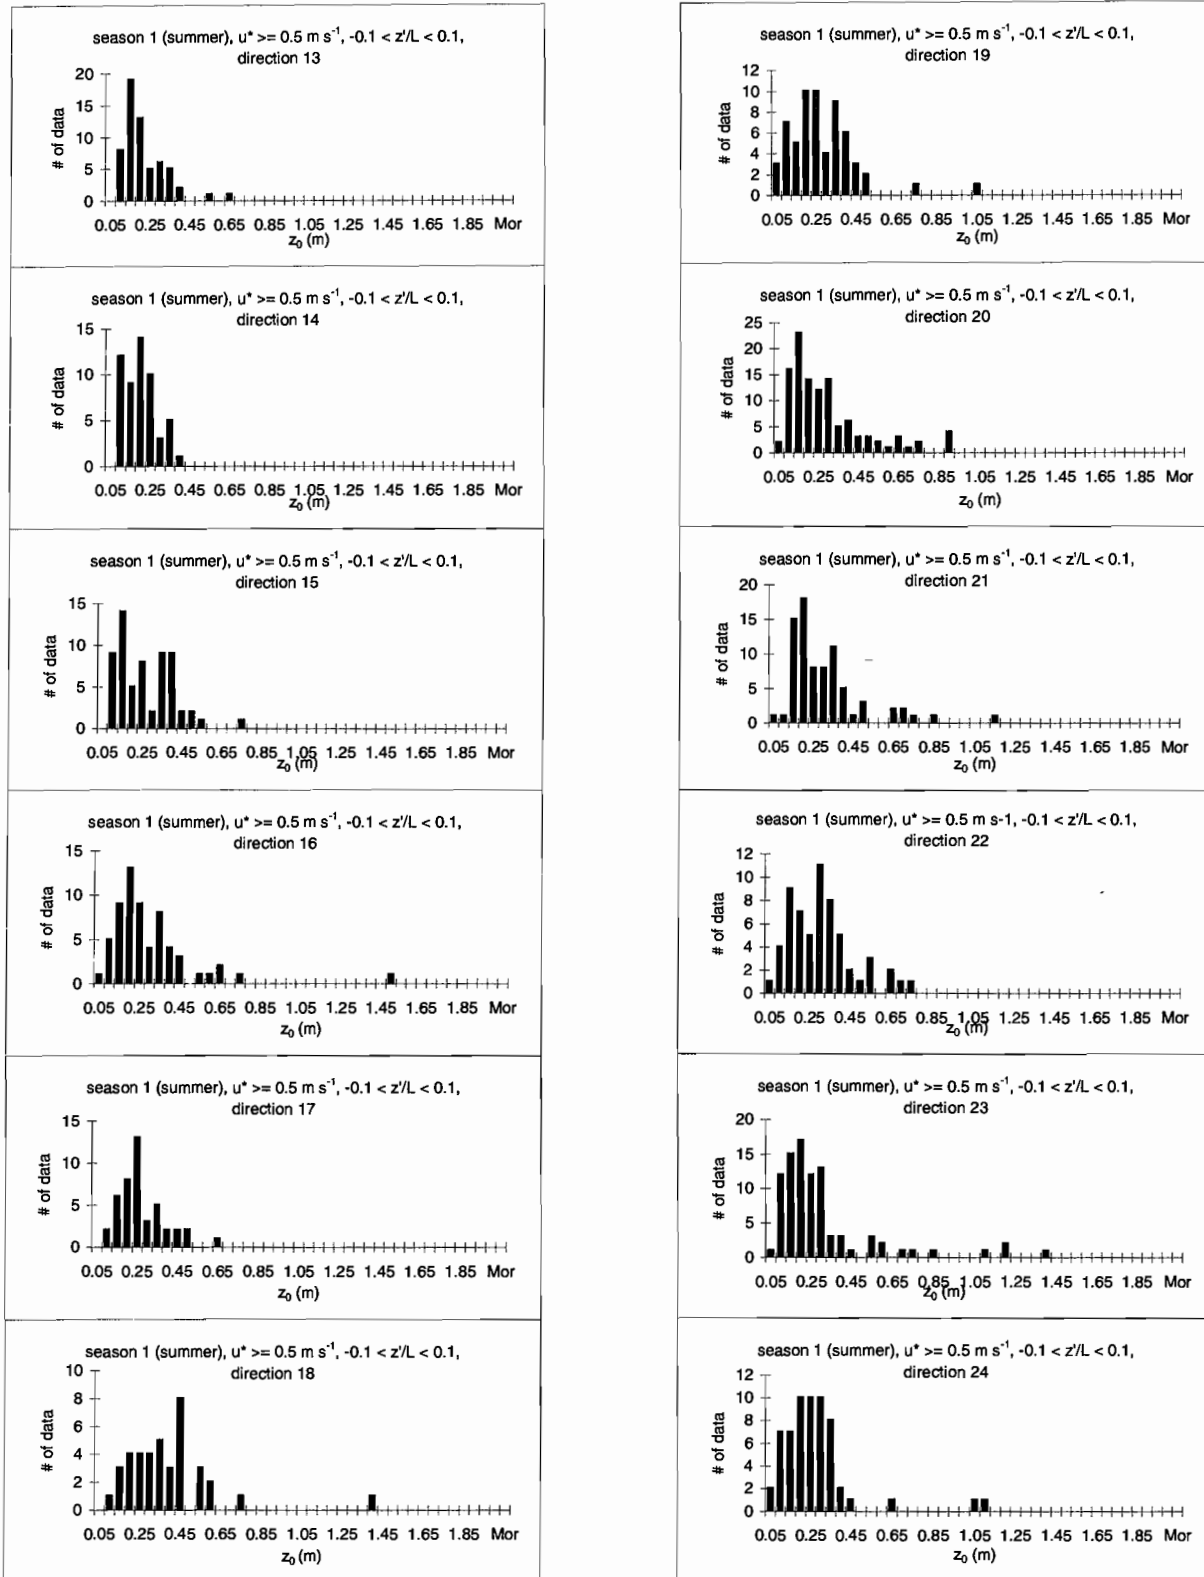 season 1 (summer), u* >= 0.5 m s⁻¹, -0.1 < z'/L < 0.1,
direction 13
20
15
10
5
0
# of data
0.05 0.25 0.45 0.65 0.85 1.05 1.25 1.45 1.65 1.85 Mor
z₀ (m)
season 1 (summer), u* >= 0.5 m s⁻¹, -0.1 < z'/L < 0.1,
direction 14
15
10
5
0
# of data
0.05 0.25 0.45 0.65 0.85 1.05 1.25 1.45 1.65 1.85 Mor
z₀ (m)
season 1 (summer), u* >= 0.5 m s⁻¹, -0.1 < z'/L < 0.1,
direction 15
15
10
5
0
# of data
0.05 0.25 0.45 0.65 0.85 1.05 1.25 1.45 1.65 1.85 Mor
z₀ (m)
season 1 (summer), u* >= 0.5 m s⁻¹, -0.1 < z'/L < 0.1,
direction 16
15
10
5
0
# of data
0.05 0.25 0.45 0.65 0.85 1.05 1.25 1.45 1.65 1.85 Mor
z₀ (m)
season 1 (summer), u* >= 0.5 m s⁻¹, -0.1 < z'/L < 0.1,
direction 17
15
10
5
0
# of data
0.05 0.25 0.45 0.65 0.85 1.05 1.25 1.45 1.65 1.85 Mor
z₀ (m)
season 1 (summer), u* >= 0.5 m s⁻¹, -0.1 < z'/L < 0.1,
direction 18
10
8
6
4
2
0
# of data
0.05 0.25 0.45 0.65 0.85 1.05 1.25 1.45 1.65 1.85 Mor
z₀ (m)
season 1 (summer), u* >= 0.5 m s⁻¹, -0.1 < z'/L < 0.1,
direction 19
12
10
8
6
4
2
0
# of data
0.05 0.25 0.45 0.65 0.85 1.05 1.25 1.45 1.65 1.85 Mor
z₀ (m)
season 1 (summer), u* >= 0.5 m s⁻¹, -0.1 < z'/L < 0.1,
direction 20
25
20
15
10
5
0
# of data
0.05 0.25 0.45 0.65 0.85 1.05 1.25 1.45 1.65 1.85 Mor
z₀ (m)
season 1 (summer), u* >= 0.5 m s⁻¹, -0.1 < z'/L < 0.1,
direction 21
20
15
10
5
0
# of data
0.05 0.25 0.45 0.65 0.85 1.05 1.25 1.45 1.65 1.85 Mor
z₀ (m)
season 1 (summer), u* >= 0.5 m s-1, -0.1 < z'/L < 0.1,
direction 22
12
10
8
6
4
2
0
# of data
0.05 0.25 0.45 0.65 0.85 1.05 1.25 1.45 1.65 1.85 Mor
z₀ (m)
season 1 (summer), u* >= 0.5 m s⁻¹, -0.1 < z'/L < 0.1,
direction 23
20
15
10
5
0
# of data
0.05 0.25 0.45 0.65 0.85 1.05 1.25 1.45 1.65 1.85 Mor
z₀ (m)
season 1 (summer), u* >= 0.5 m s⁻¹, -0.1 < z'/L < 0.1,
direction 24
12
10
8
6
4
2
0
# of data
0.05 0.25 0.45 0.65 0.85 1.05 1.25 1.45 1.65 1.85 Mor
z₀ (m)